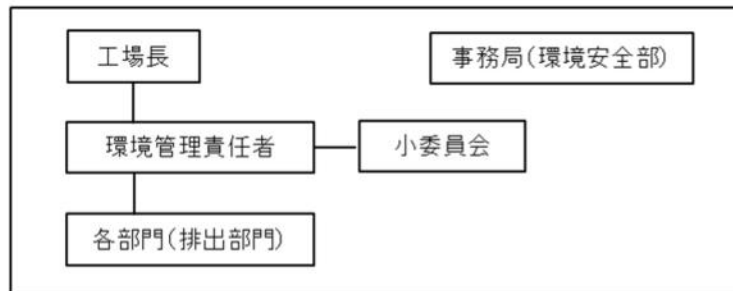 工場長
事務局(環境安全部)
環境管理責任者
小委員会
各部門(排出部門)